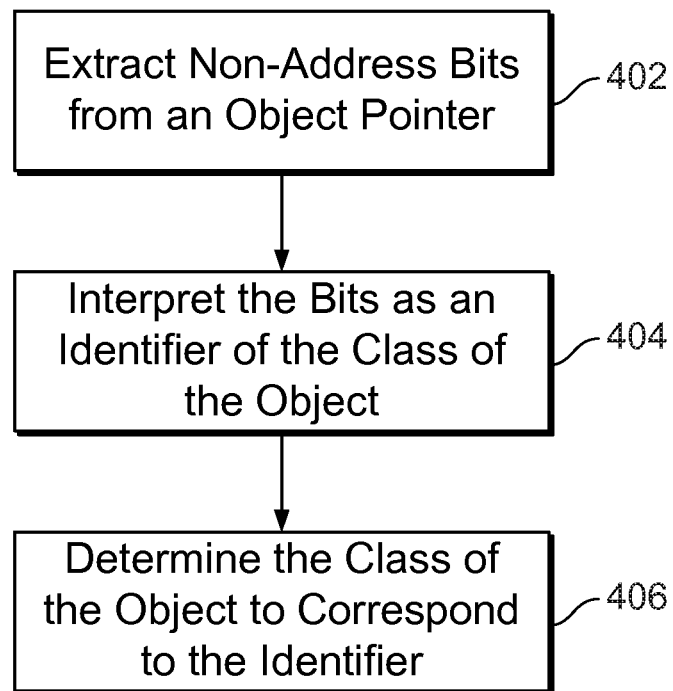 Extract Non-Address Bits
from an Object Pointer
402
Interpret the Bits as an
Identifier of the Class of
the Object
404
Determine the Class of
the Object to Correspond
to the Identifier
406